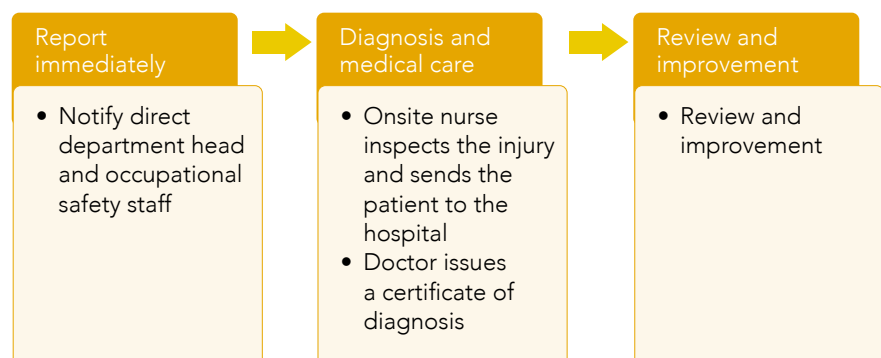 Report
immediately
• Notify direct
department head
and occupational
safety staff
Diagnosis and
medical care
• Onsite nurse
inspects the injury
and sends the
patient to the
hospital
• Doctor issues
a certificate of
diagnosis
Review and
improvement
• Review and
improvement